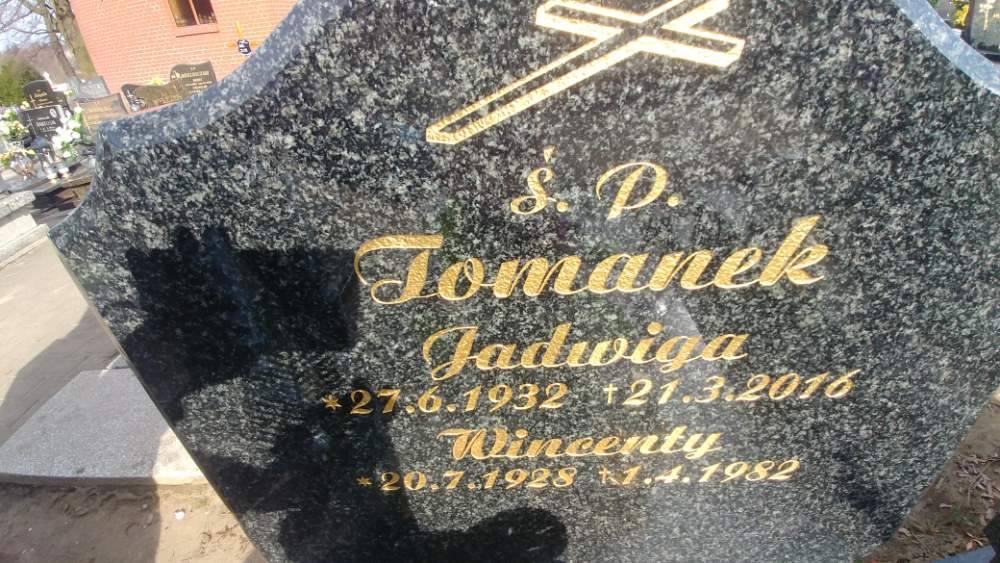 Ś. P.
Tomanek
Jadwiga
*27.6.1932 †21.3.2016
Wincenty
*20.7.1928 †1.4.1982